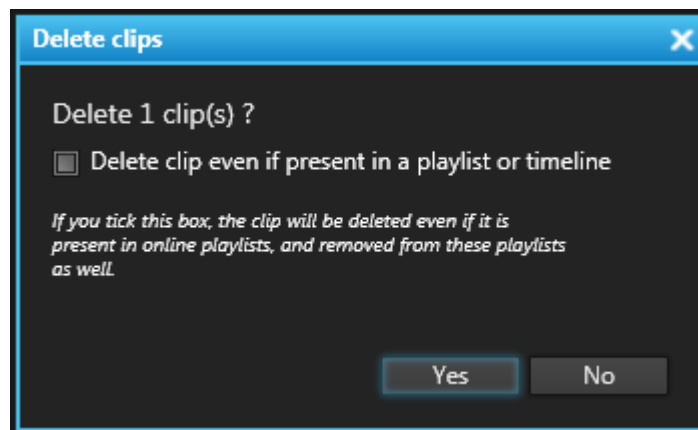 Delete clips
Delete 1 clip(s) ?
Delete clip even if present in a playlist or timeline
If you tick this box, the clip will be deleted even if it is
present in online playlists, and removed from these playlists
as well.
Yes No